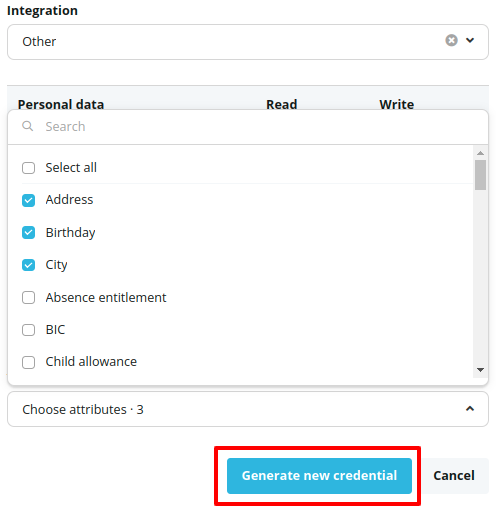 Integration
Other
Personal data Read Write
Search
Select all
Address
Birthday
City
Absence entitlement
BIC
Child allowance
Choose attributes · 3
Generate new credential Cancel